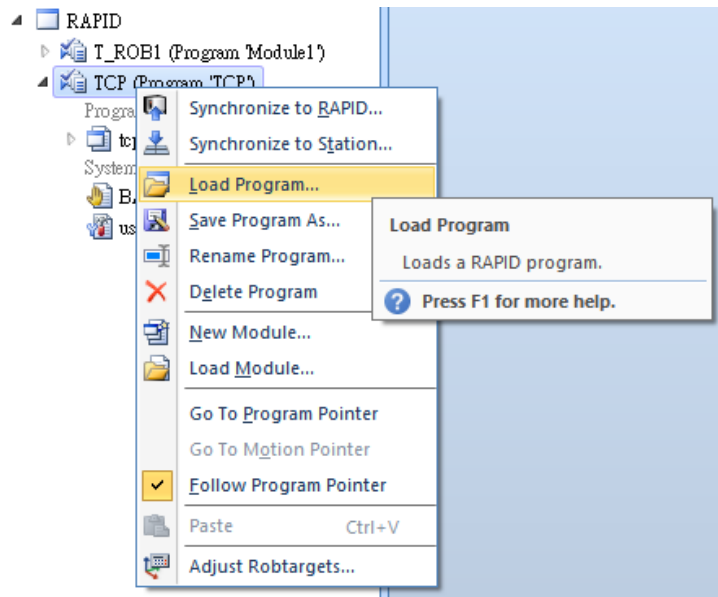 RAPID
T_ROB1 (Program 'Module1')
TCP (Program 'TCP')
Synchronize to RAPID...
Synchronize to Station...
Load Program...
Save Program As...
Load Program
Rename Program...
Loads a RAPID program.
Delete Program
Press F1 for more help.
New Module...
Load Module...
Go To Program Pointer
Go To Motion Pointer
Follow Program Pointer
Paste Ctrl+V
Adjust Robtargets...